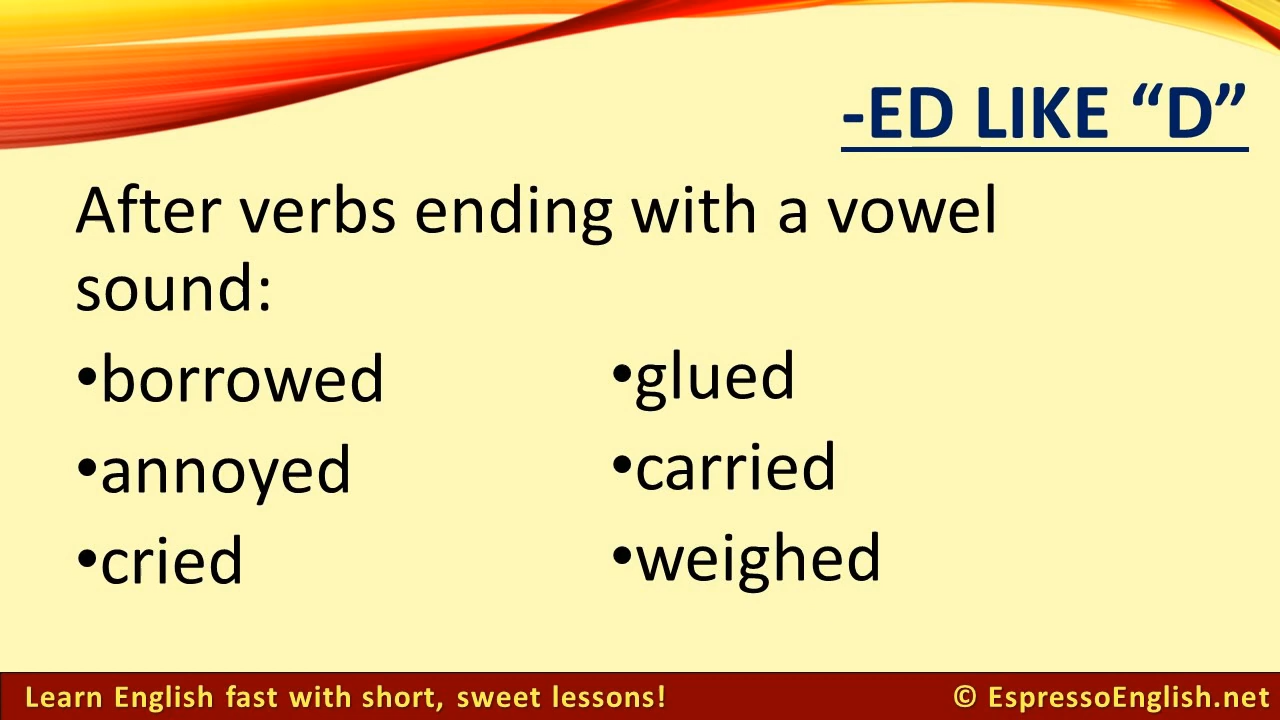 -ED LIKE “D”
After verbs ending with a vowel
sound:
•borrowed
•annoyed
•cried
•glued
•carried
•weighed
Learn English fast with short, sweet lessons!
© EspressoEnglish.net